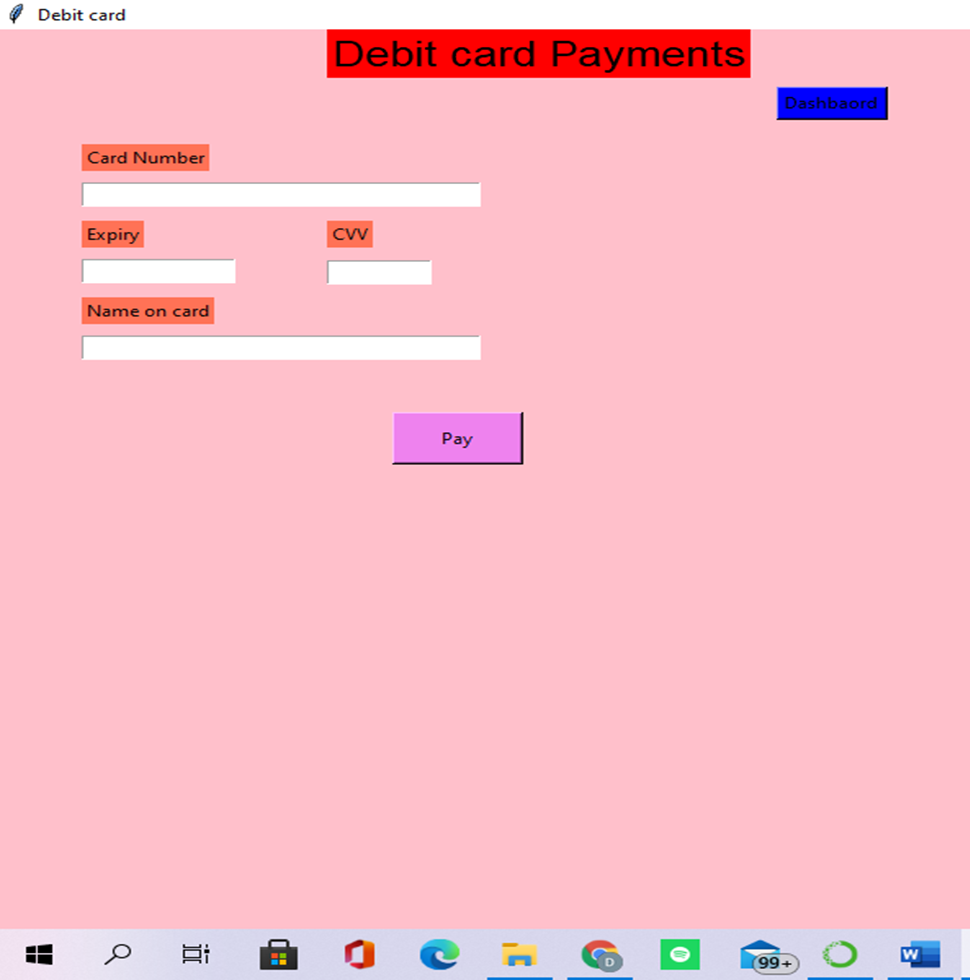 Debit card
Debit card Payments
Dashbaord
Card Number
Expiry CVV
Name on card
Pay
D
99+
W